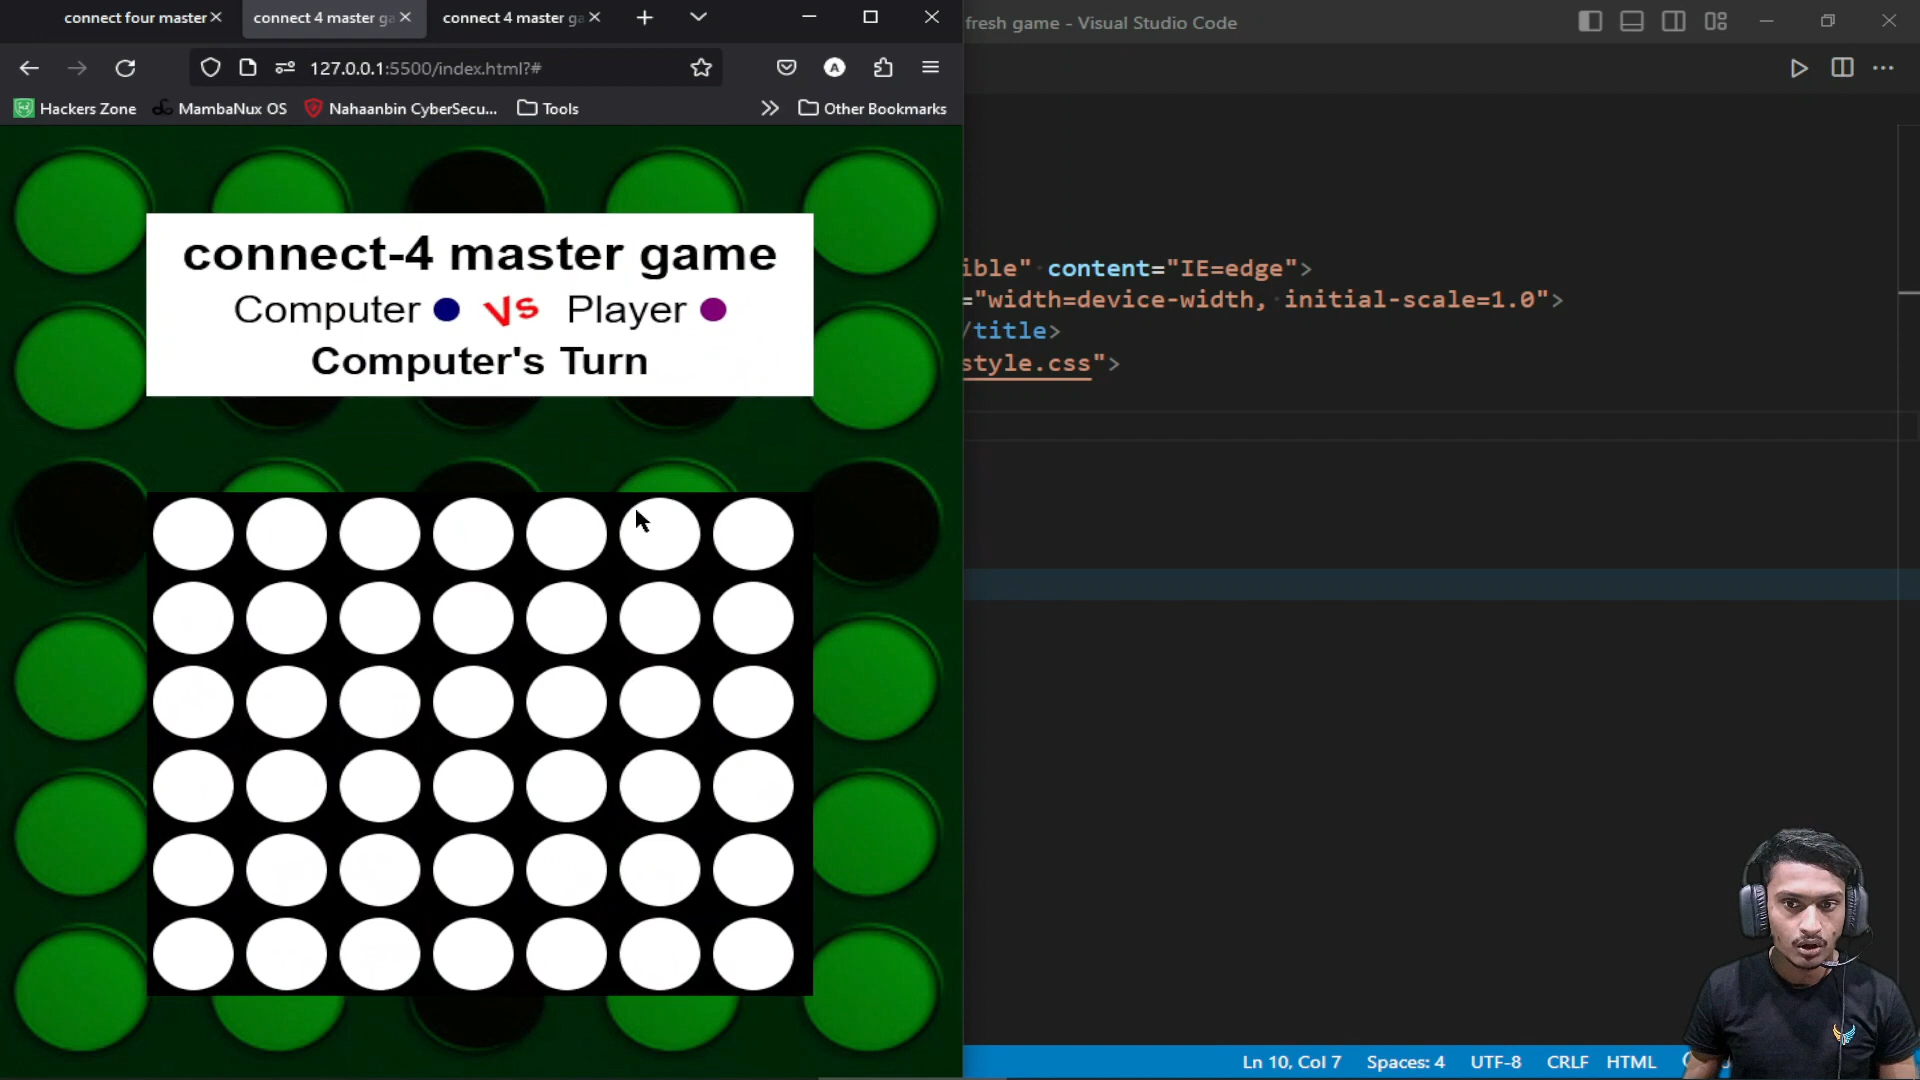 connect four master
connect 4 master ga
connect 4 master ga
fresh game - Visual Studio Code
127.0.0.1:5500/index.html?#
A
Hackers Zone
MambaNux OS
Nahaanbin CyberSecu...
Tools
Other Bookmarks
connect-4 master game
Computer Vs Player
Computer's Turn
ible" content="IE=edge">
="width=device-width, initial-scale=1.0">
/title>
style.css">
Ln 10, Col 7 Spaces: 4 UTF-8 CRLF HTML